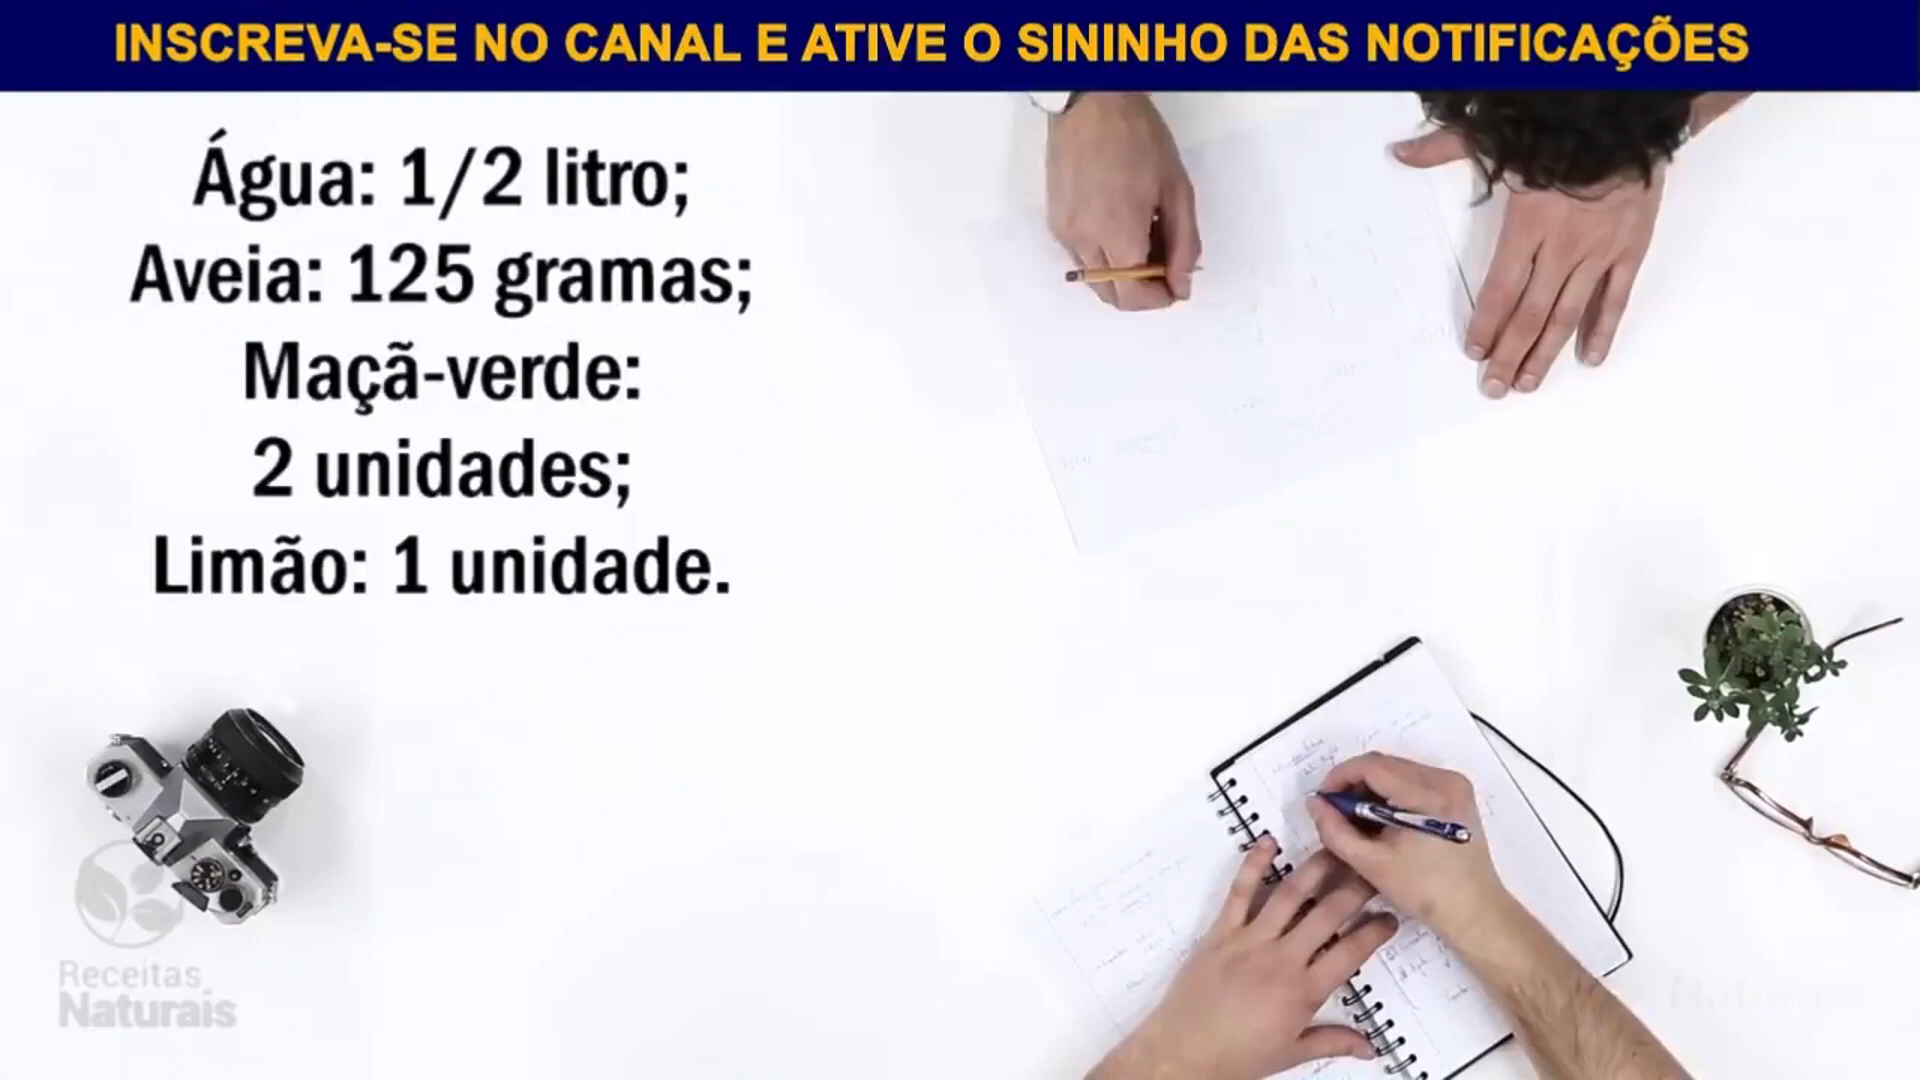 INSCREVA-SE NO CANAL E ATIVE O SININHO DAS NOTIFICAÇÕES
Água: 1/2 litro;
Aveia: 125 gramas;
Maçã-verde:
2 unidades;
Limão: 1 unidade.
Receitas
Naturais
Naturais